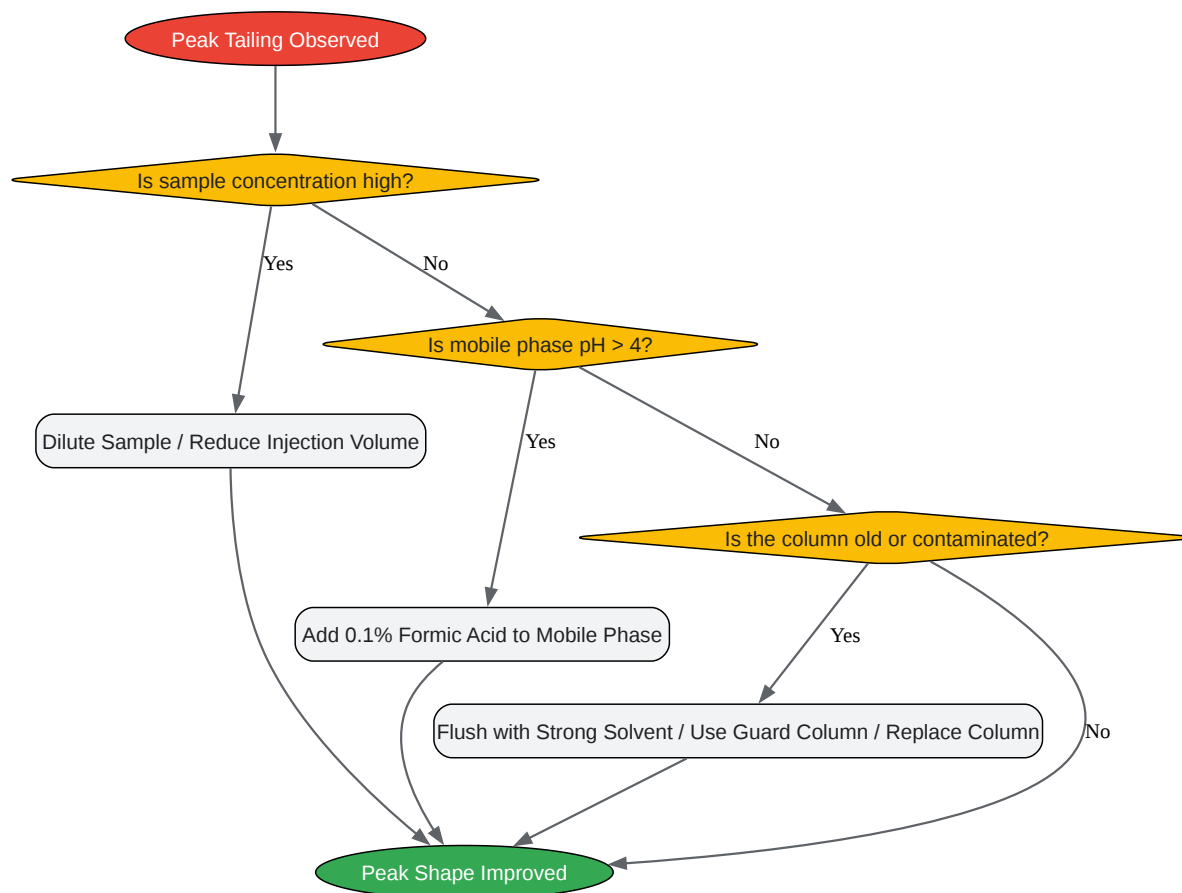 Peak Tailing Observed
Is sample concentration high?
Yes
No
Is mobile phase pH > 4?
Dilute Sample / Reduce Injection Volume
Yes
No
Is the column old or contaminated?
Add 0.1% Formic Acid to Mobile Phase
Yes
Flush with Strong Solvent / Use Guard Column / Replace Column
No
Peak Shape Improved